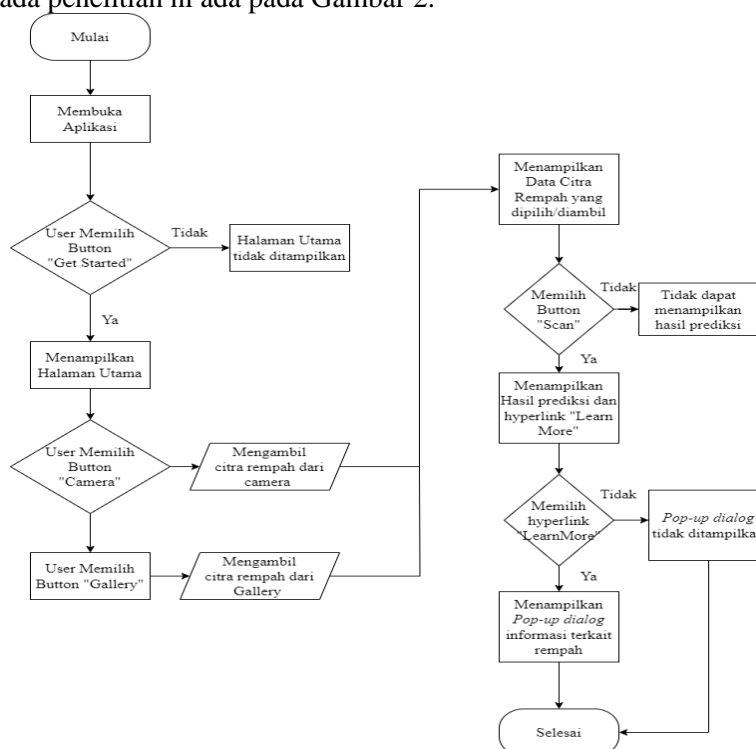 ada penelitian ni ada pada Gambar 2.
Mulai
Membuka
Aplikasi
User Memilih
Button
"Get Started"
Tidak
Halaman Utama
tidak ditampilkan
Ya
Menampilkan
Halaman Utama
User Memilih
Button
"Camera"
Mengambil
citra rempah dari
camera
User Memilih
Button "Gallery"
Mengambil
citra rempah dari
Gallery
Menampilkan
Data Citra
Rempah yang
dipilih/diambil
Memilih
Button
"Scan"
Tidak
Tidak dapat
menampilkan
hasil prediksi
Ya
Menampilkan
Hasil prediksi dan
hyperlink "Learn
More"
Memilih
hyperlink
"LearnMore"
Tidak
Pop-up dialog
tidak ditampilka
Ya
Menampilkan
Pop-up dialog
informasi terkait
rempah
Selesai